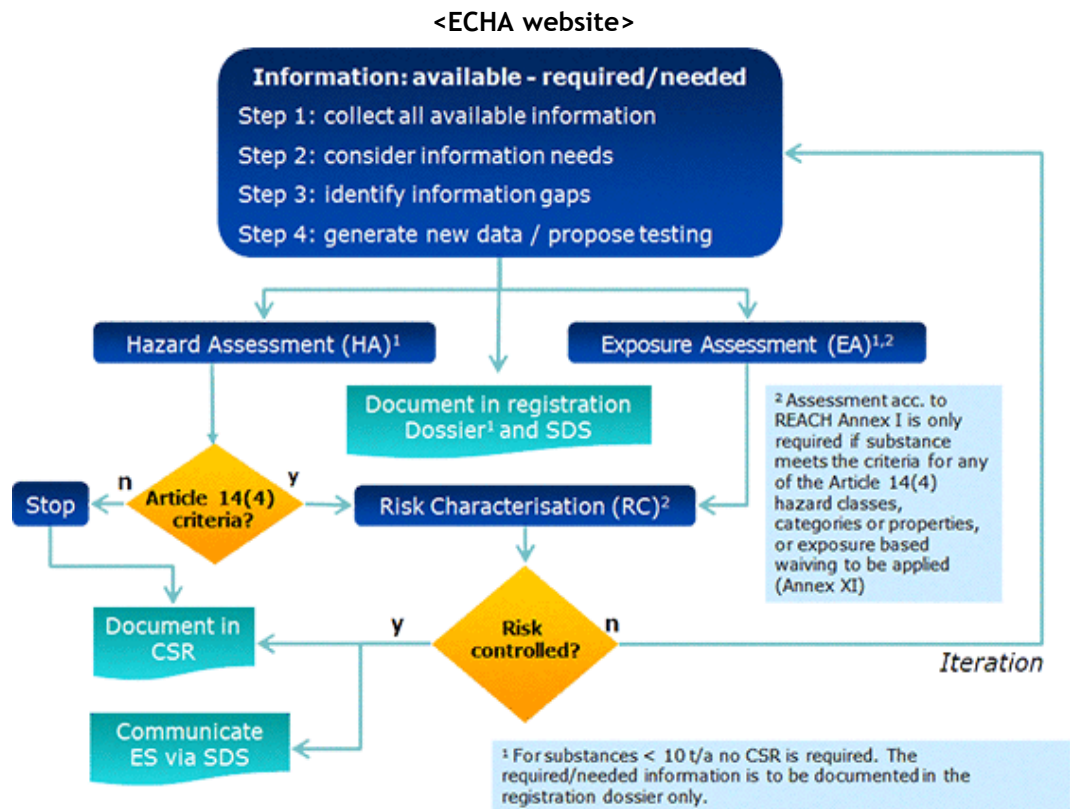 <ECHA website>
Information: available - required/needed
Step 1: collect all available information
Step 2: consider information needs
Step 3: identify information gaps
Step 4: generate new data / propose testing
Hazard Assessment (HA)¹
Exposure Assessment (EA)¹,²
Document in registration
Dossier¹ and SDS
² Assessment acc. to
REACH Annex I is only
required if substance
meets the criteria for any
of the Article 14(4)
hazard classes,
categories or properties,
or exposure based
waiving to be applied
(Annex XI)
n
Article 14(4)
criteria?
y
Stop
Risk Characterisation (RC)²
Document in
CSR
y
Risk
controlled?
n
Iteration
Communicate
ES via SDS
¹ For substances < 10 t/a no CSR is required. The
required/needed information is to be documented in the
registration dossier only.